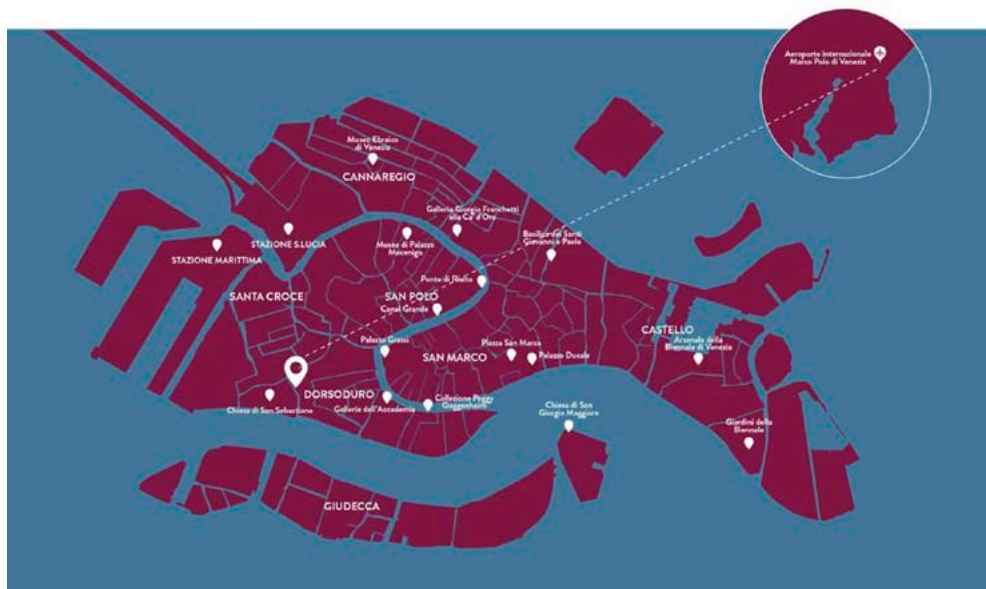 Aeroporto internazionale
Marco Polo di Venezia
Museo Ebraico
di Venezia
CANNAREGIO
Galleria Giorgio Franchetti
alla Ca' d'Oro
STAZIONE S.LUCIA
Museo di Palazzo
Mocenigo
Basilica dei Santi
Giovanni e Paolo
STAZIONE MARITTIMA
Ponte di Rialto
SANTA CROCE
SAN POLO
Canal Grande
CASTELLO
Palazzo Grassi
SAN MARCO
Piazza San Marco
Palazzo Ducale
Arsenale della
Biennale di Venezia
DORSODURO
Chiesa di San Sebastiano
Gallerie dell'Accademia
Collezione Peggy
Guggenheim
Chiesa di San
Giorgio Maggiore
Giardini della
Biennale
GIUDECCA